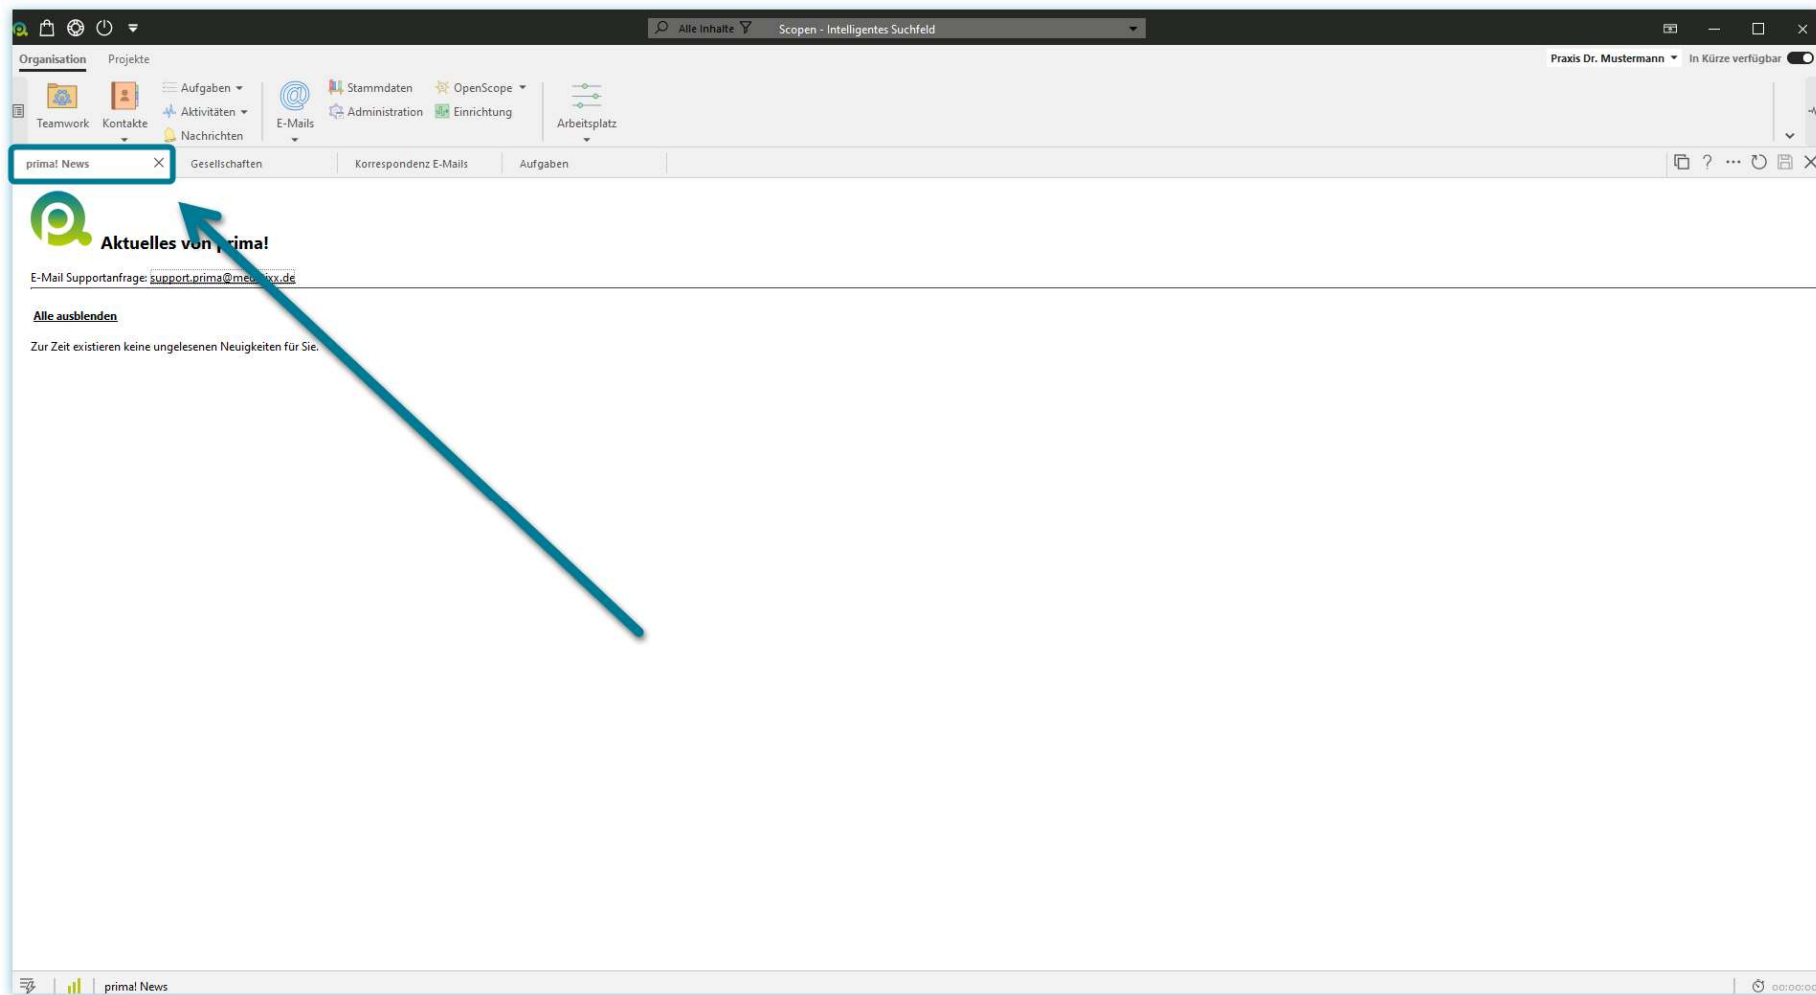 Alle Inhalte Scopen - Intelligentes Suchfeld
Organisation Projekte
Praxis Dr. Mustermann In Kürze verfügbar
Teamwork
Kontakte
Aufgaben
Aktivitäten
Nachrichten
E-Mails
Stammdaten
Administration
OpenScope
Einrichtung
Arbeitsplatz
prima! News Gesellschaften Korrespondenz E-Mails Aufgaben
Aktuelles von prima!
E-Mail Supportanfrage:
Alle ausblenden
Zur Zeit existieren keine ungelesenen Neuigkeiten für Sie.
prima! News